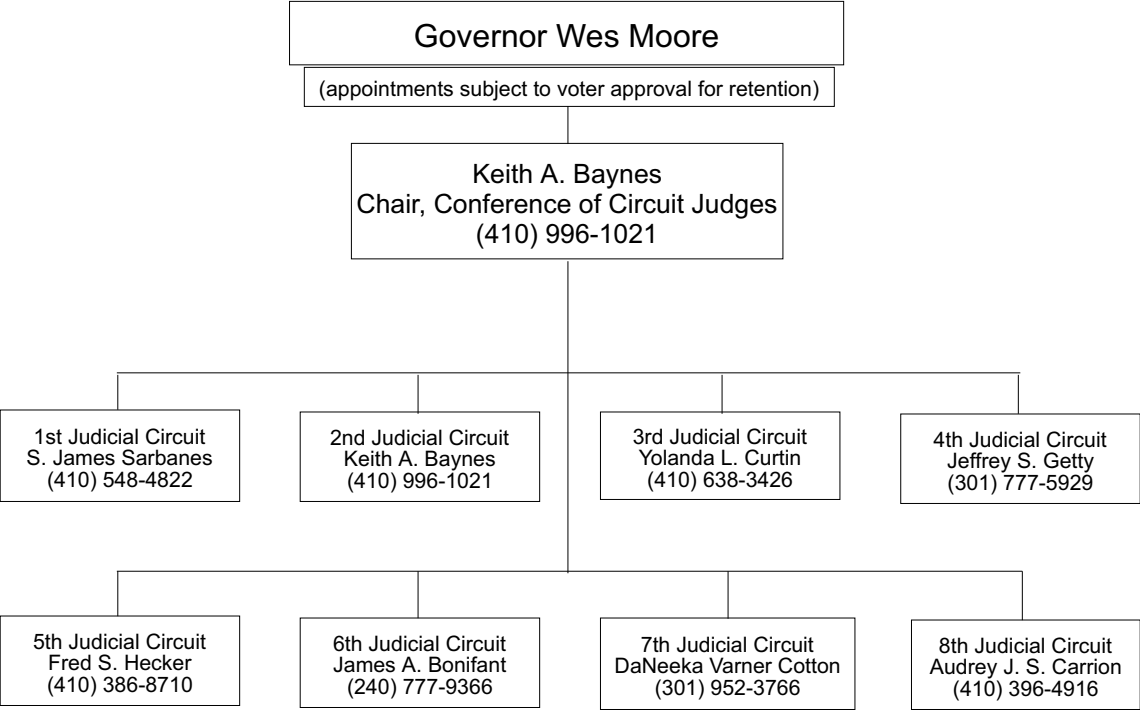 Governor Wes Moore
(appointments subject to voter approval for retention)
Keith A. Baynes
Chair, Conference of Circuit Judges
(410) 996-1021
1st Judicial Circuit
S. James Sarbanes
(410) 548-4822
2nd Judicial Circuit
Keith A. Baynes
(410) 996-1021
3rd Judicial Circuit
Yolanda L. Curtin
(410) 638-3426
4th Judicial Circuit
Jeffrey S. Getty
(301) 777-5929
5th Judicial Circuit
Fred S. Hecker
(410) 386-8710
6th Judicial Circuit
James A. Bonifant
(240) 777-9366
7th Judicial Circuit
DaNeeka Varner Cotton
(301) 952-3766
8th Judicial Circuit
Audrey J. S. Carrion
(410) 396-4916